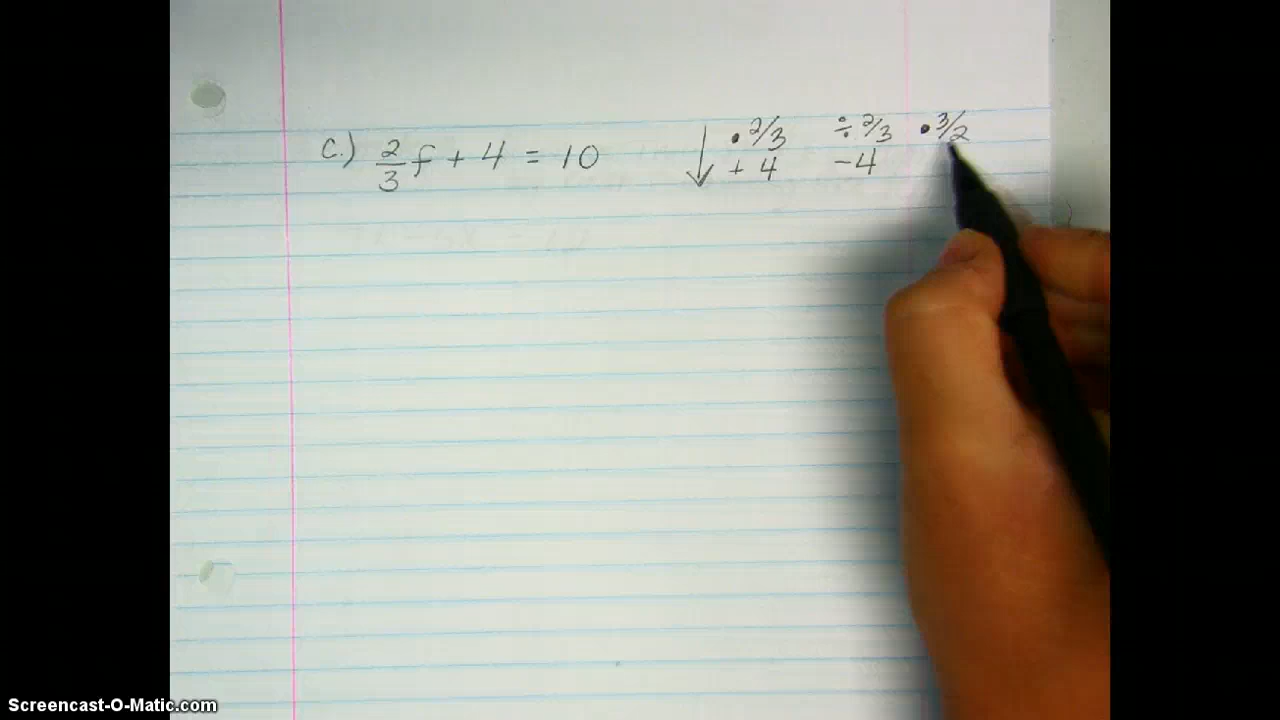 c.) 2/3 f + 4 = 10
↓ • 2/3 ÷ 2/3 • 3/2
+ 4 − 4
Screencast-O-Matic.com